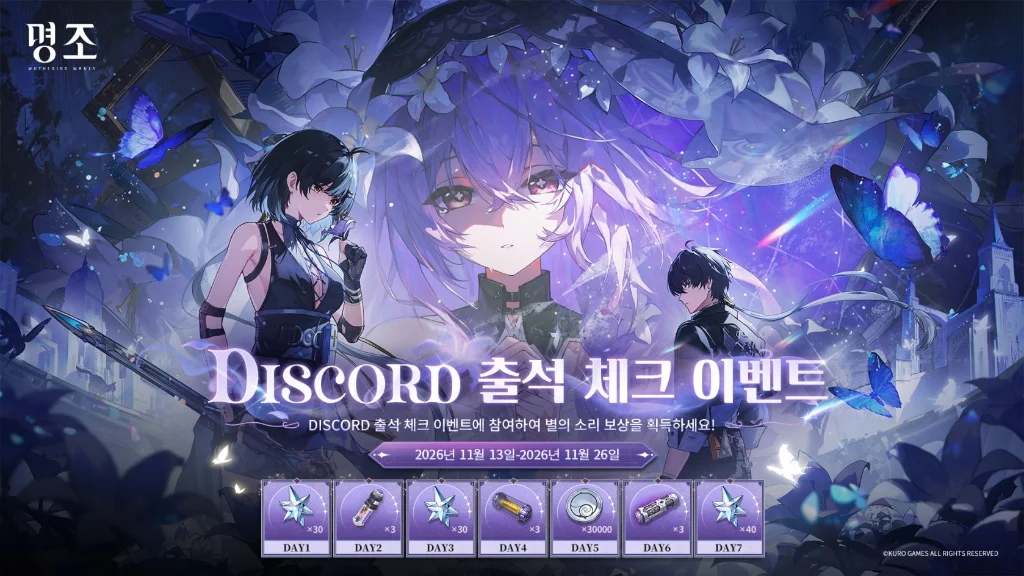 명조
WUTHERING WAVES
DISCORD 출석 체크 이벤트
DISCORD 출석 체크 이벤트에 참여하여 별의 소리 보상을 획득하세요!
2026년 11월 13일-2026년 11월 26일
×30 ×3 ×30 ×3 ×30000 ×3 ×40
DAY1 DAY2 DAY3 DAY4 DAY5 DAY6 DAY7
©KURO GAMES ALL RIGHTS RESERVED